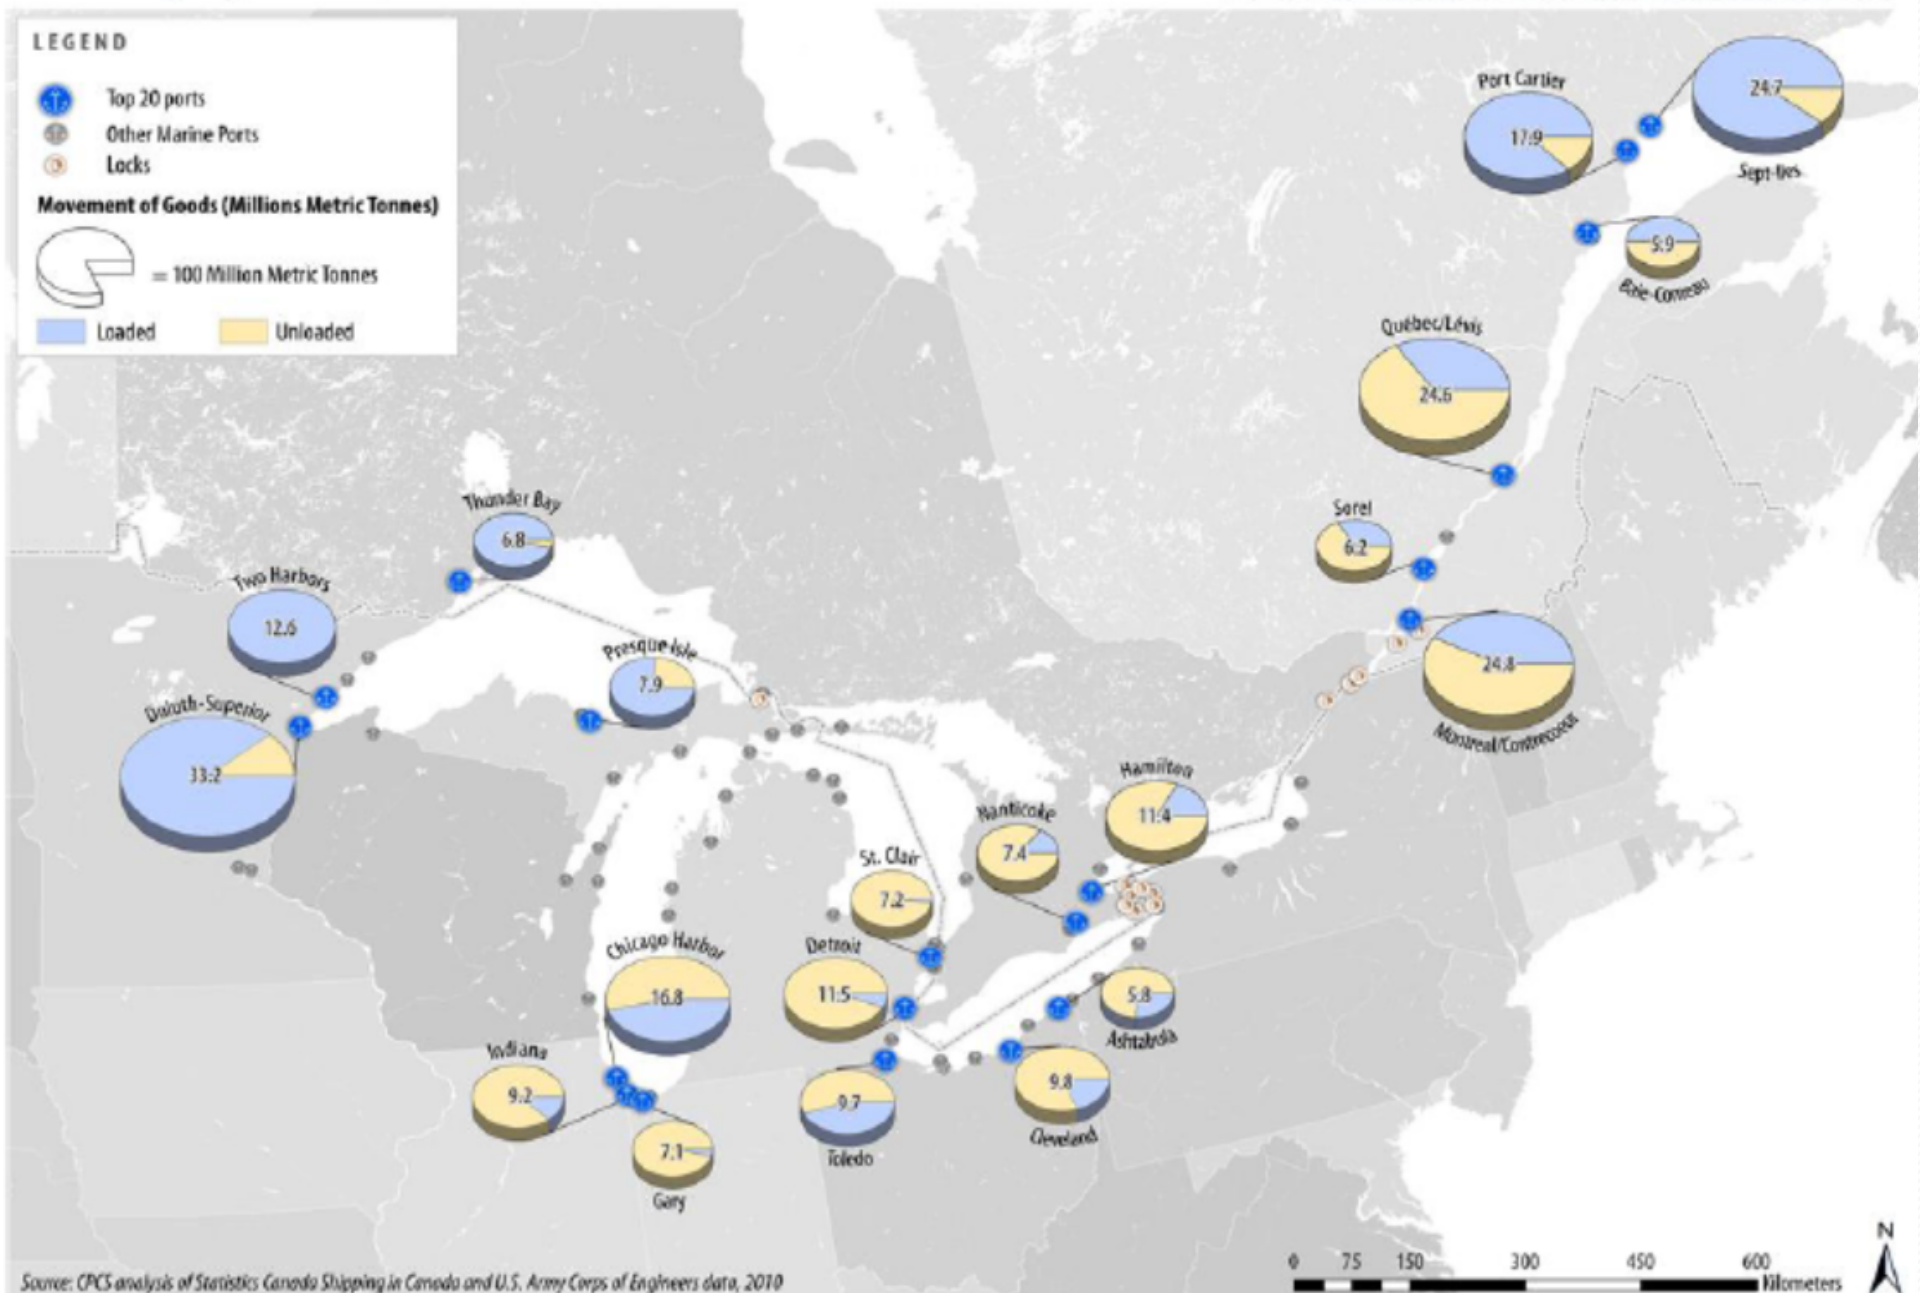 LEGEND
Top 20 ports
Other Marine Ports
Locks
Movement of Goods (Millions Metric Tonnes)
= 100 Million Metric Tonnes
Loaded
Unloaded
Port Cartier
17.9
24.7
Sept-Iles
5.9
Baie-Comeau
Québec/Lévis
24.6
Sorel
6.2
24.8
Montreal/Contrecoeur
Thunder Bay
6.8
Two Harbors
12.6
Presque Isle
7.9
Duluth-Superior
33.2
Hamilton
11.4
Nanticoke
7.4
St. Clair
7.2
Chicago Harbor
16.8
Detroit
11.5
5.8
Ashtabula
Indiana
9.2
9.8
Cleveland
9.7
Toledo
7.1
Gary
N
0 75 150 300 450 600
Kilometers
Source: CPCS analysis of Statistics Canada Shipping in Canada and U.S. Army Corps of Engineers data, 2010